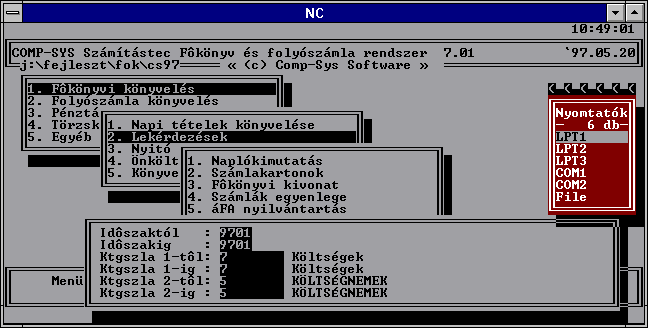 NC
10:49:01
COMP-SYS Számítástec Fôkönyv és folyószámla rendszer 7.01 `97.05.20
j:\fejleszt\fok\cs97 « (c) Comp-Sys Software »
1. Fôkönyvi könyvelés
2. Folyószámla könyvelés
3. Pénztá
4. Törzsk
5. Egyéb
1. Napi tételek könyvelése
2. Lekérdezések
3. Nyitó
4. Önkölt
5. Könyve
1. Naplókimutatás
2. Számlakartonok
3. Fôkönyvi kivonat
4. Számlák egyenlege
5. áFA nyilvántartás
Nyomtatók
- 6 db-
LPT1
LPT2
LPT3
COM1
COM2
File
Idôszaktól : 9701
Idôszakig : 9701
Ktgszla 1-tôl: 7 Költségek
Ktgszla 1-ig : 7 Költségek
Ktgszla 2-tôl: 5 KÖLTSéGNEMEK
Ktgszla 2-ig : 5 KÖLTSéGNEMEK
Menü